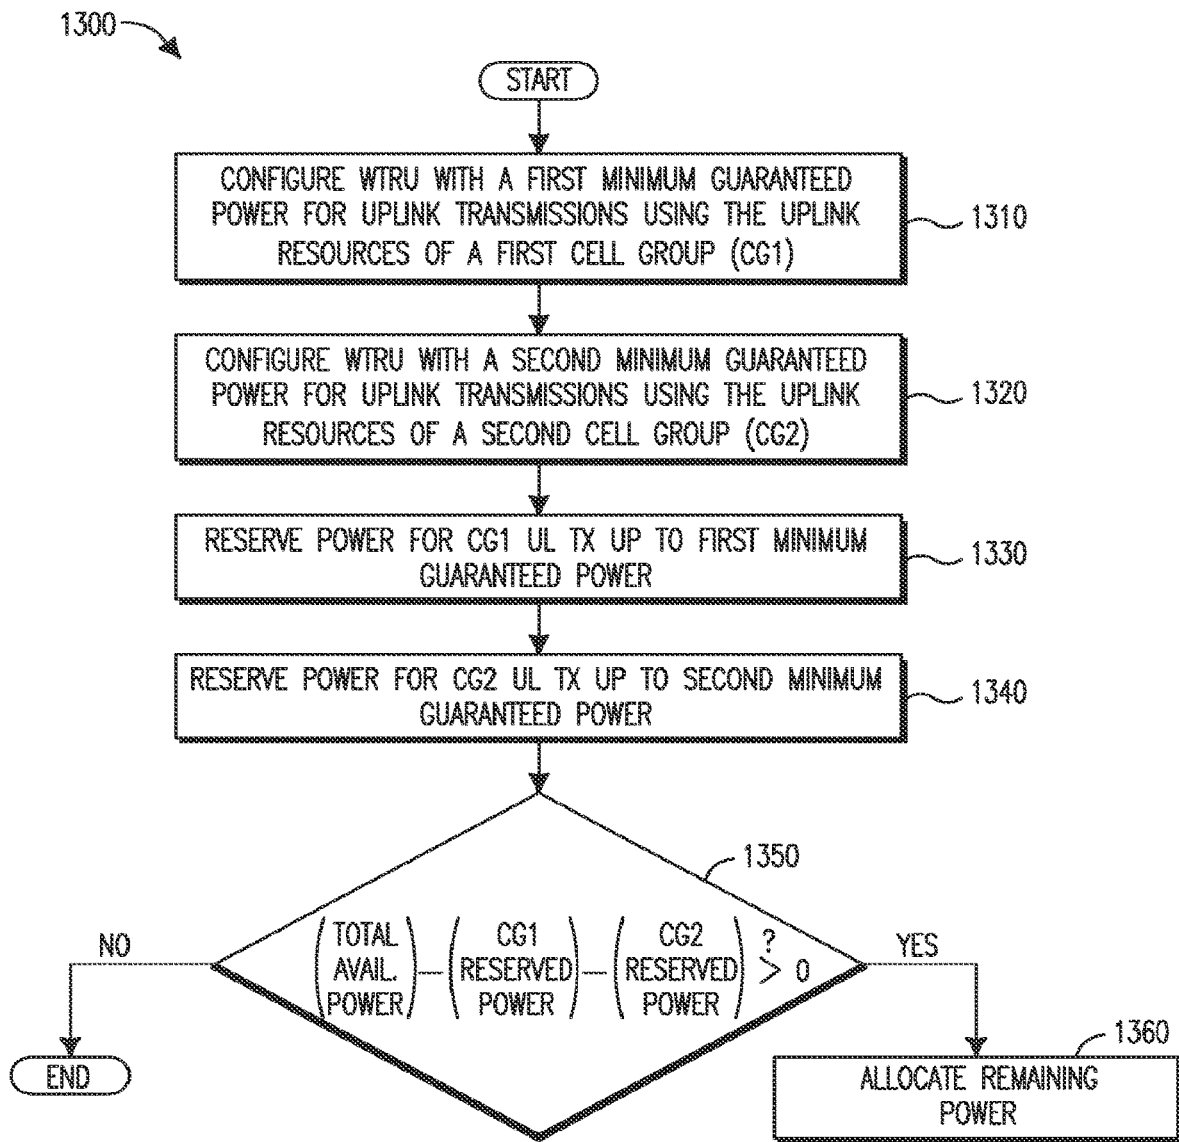 1300
START
CONFIGURE WTRU WITH A FIRST MINIMUM GUARANTEED
POWER FOR UPLINK TRANSMISSIONS USING THE UPLINK
RESOURCES OF A FIRST CELL GROUP (CG1)
1310
CONFIGURE WTRU WITH A SECOND MINIMUM GUARANTEED
POWER FOR UPLINK TRANSMISSIONS USING THE UPLINK
RESOURCES OF A SECOND CELL GROUP (CG2)
1320
RESERVE POWER FOR CG1 UL TX UP TO FIRST MINIMUM
GUARANTEED POWER
1330
RESERVE POWER FOR CG2 UL TX UP TO SECOND MINIMUM
GUARANTEED POWER
1340
1350
(TOTAL AVAIL. POWER) – (CG1 RESERVED POWER) – (CG2 RESERVED POWER) ?> 0
NO
YES
END
1360
ALLOCATE REMAINING
POWER